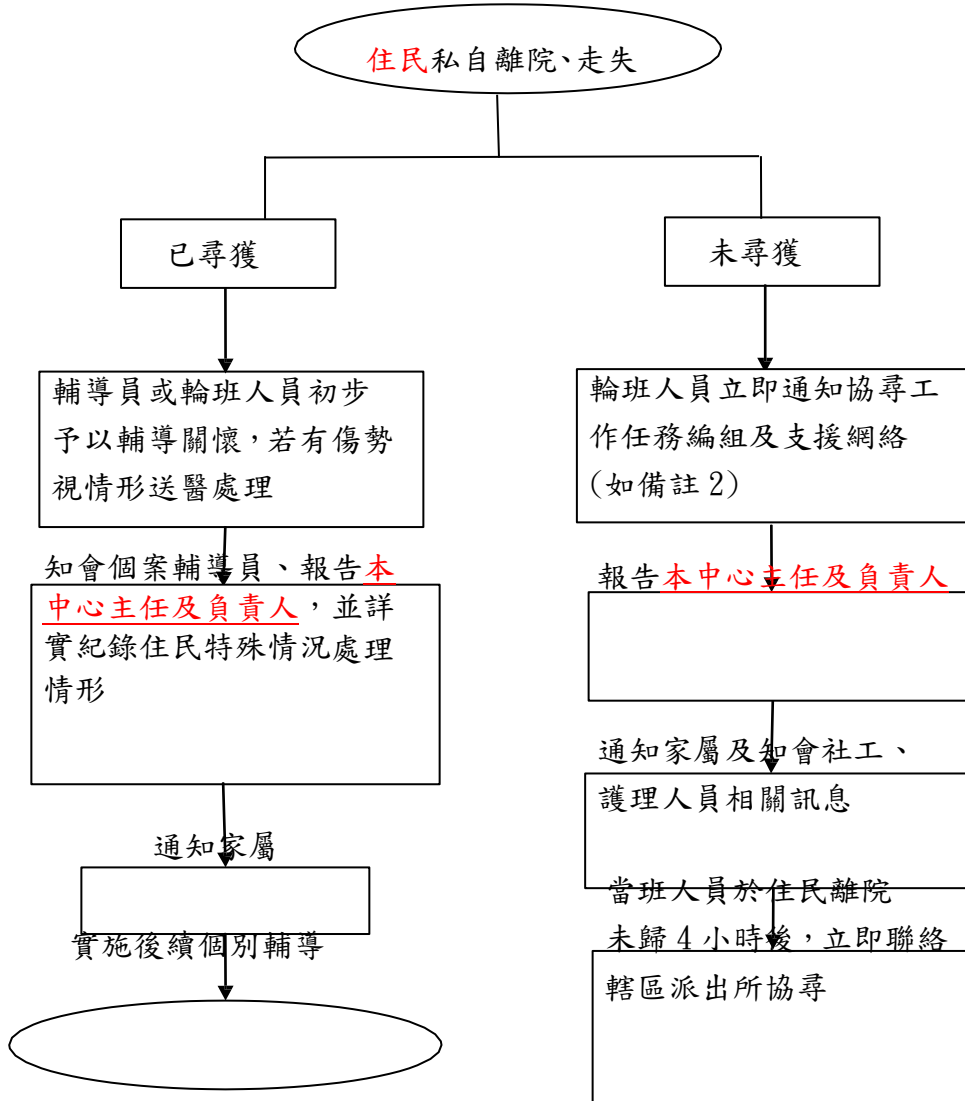 住民私自離院、走失
已尋獲
未尋獲
輔導員或輪班人員初步
予以輔導關懷，若有傷勢
視情形送醫處理
知會個案輔導員、報告本
中心主任及負責人，並詳
實紀錄住民特殊情況處理
情形
通知家屬
實施後續個別輔導
輪班人員立即通知協尋工
作任務編組及支援網絡
(如備註 2)
報告本中心主任及負責人
通知家屬及知會社工、
護理人員相關訊息
當班人員於住民離院
未歸 4 小時後，立即聯絡
轄區派出所協尋